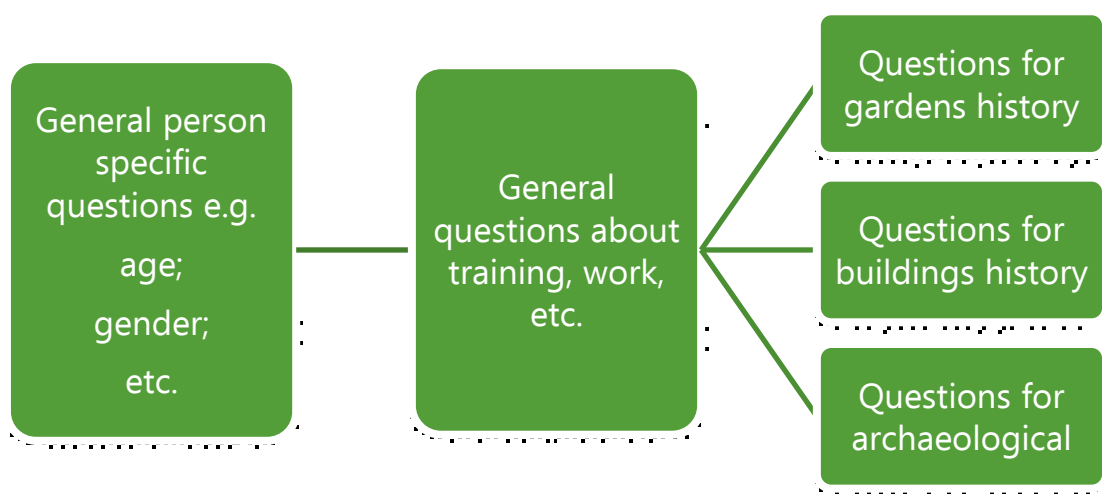 General person
specific
questions e.g.
age;
gender;
etc.
General
questions about
training, work,
etc.
Questions for
gardens history
Questions for
buildings history
Questions for
archaeological